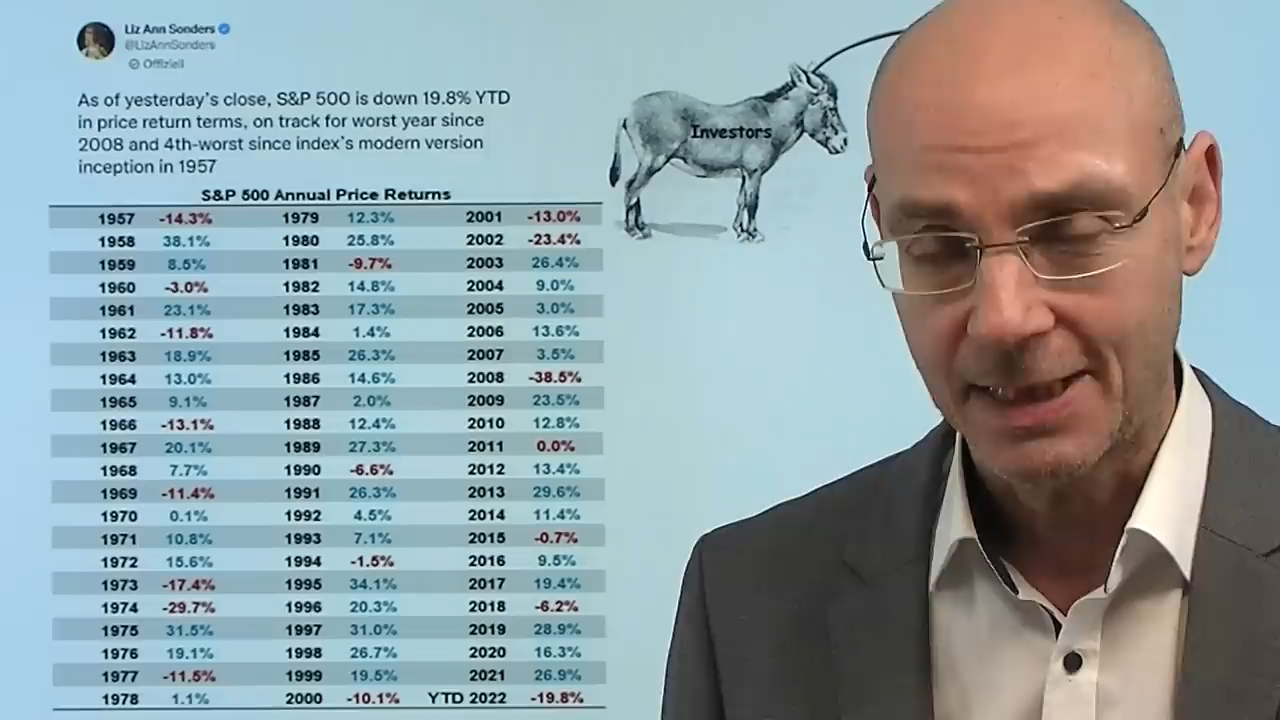 Liz Ann Sonders
@LizAnnSonders
Offiziell
As of yesterday's close, S&P 500 is down 19.8% YTD
in price return terms, on track for worst year since
2008 and 4th-worst since index's modern version
inception in 1957
Investors
S&P 500 Annual Price Returns
1957 -14.3% 1979 12.3% 2001 -13.0%
1958 38.1% 1980 25.8% 2002 -23.4%
1959 8.5% 1981 -9.7% 2003 26.4%
1960 -3.0% 1982 14.8% 2004 9.0%
1961 23.1% 1983 17.3% 2005 3.0%
1962 -11.8% 1984 1.4% 2006 13.6%
1963 18.9% 1985 26.3% 2007 3.5%
1964 13.0% 1986 14.6% 2008 -38.5%
1965 9.1% 1987 2.0% 2009 23.5%
1966 -13.1% 1988 12.4% 2010 12.8%
1967 20.1% 1989 27.3% 2011 0.0%
1968 7.7% 1990 -6.6% 2012 13.4%
1969 -11.4% 1991 26.3% 2013 29.6%
1970 0.1% 1992 4.5% 2014 11.4%
1971 10.8% 1993 7.1% 2015 -0.7%
1972 15.6% 1994 -1.5% 2016 9.5%
1973 -17.4% 1995 34.1% 2017 19.4%
1974 -29.7% 1996 20.3% 2018 -6.2%
1975 31.5% 1997 31.0% 2019 28.9%
1976 19.1% 1998 26.7% 2020 16.3%
1977 -11.5% 1999 19.5% 2021 26.9%
1978 1.1% 2000 -10.1% YTD 2022 -19.8%